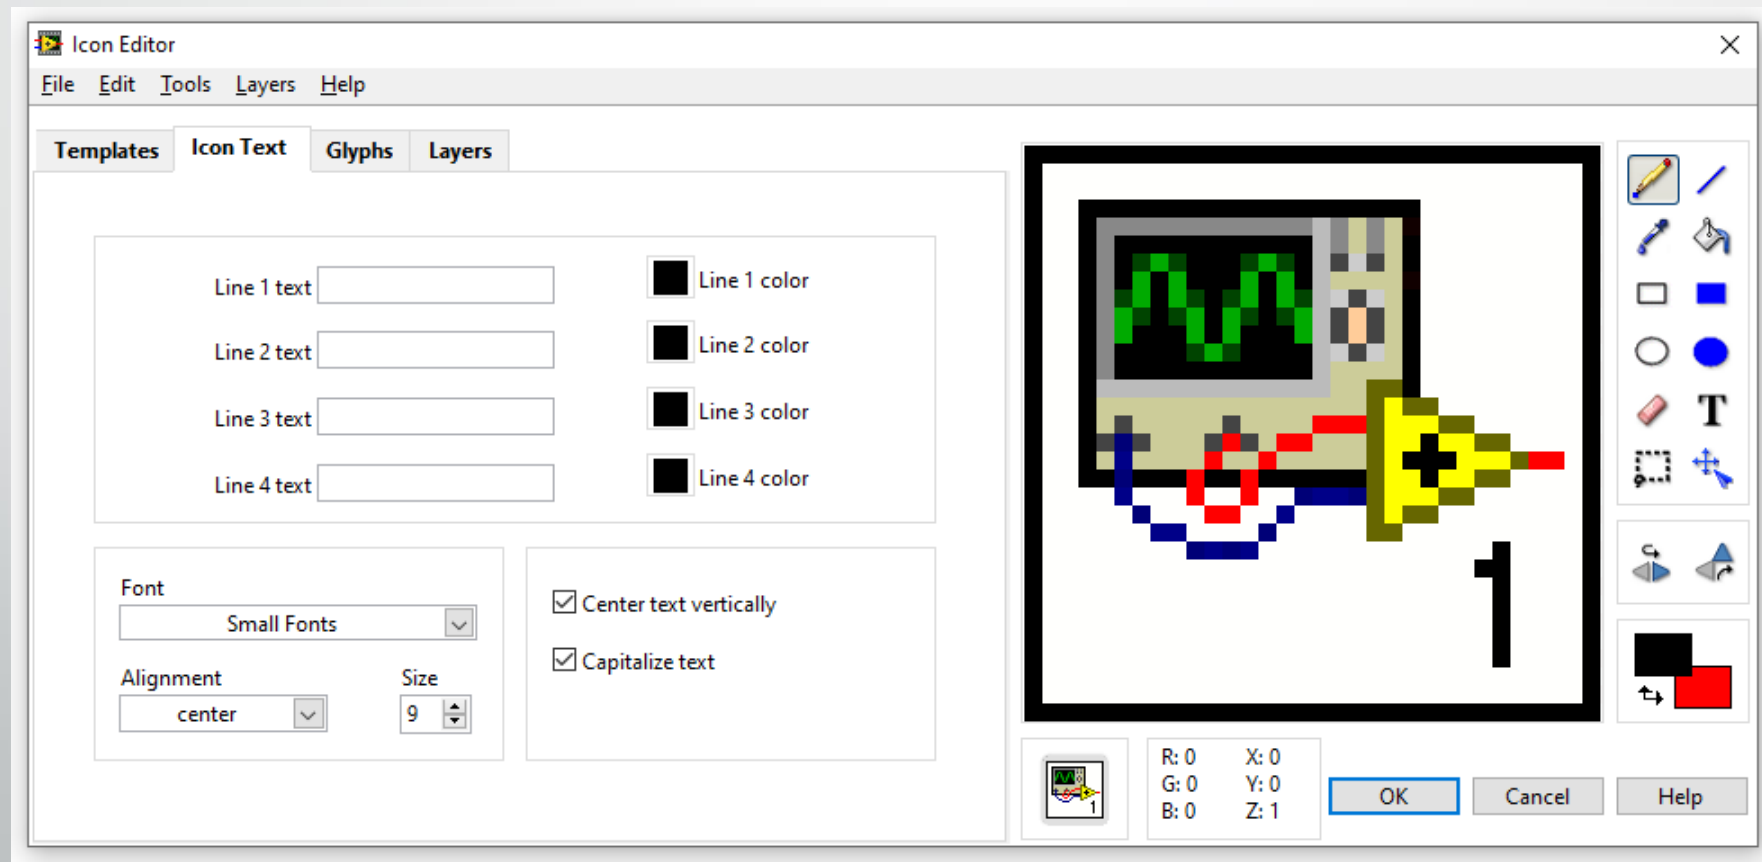 Icon Editor
File Edit Tools Layers Help
Templates Icon Text Glyphs Layers
Line 1 text
Line 1 color
Line 2 text
Line 2 color
Line 3 text
Line 3 color
Line 4 text
Line 4 color
Font
Small Fonts
Alignment
Size
center
9
Center text vertically
Capitalize text
1
T
1
R: 0 X: 0
G: 0 Y: 0
B: 0 Z: 1
OK Cancel Help